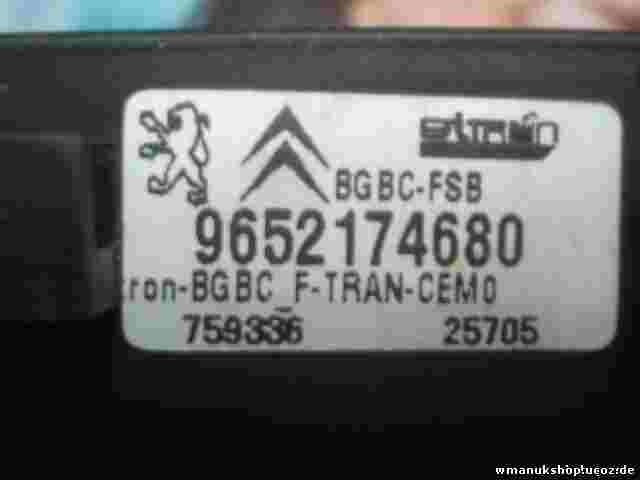 BGBC-FSB
9652174680
ron-BGBC_F-TRAN-CEM0
759336 25705
wmanukshop.ucoz.de